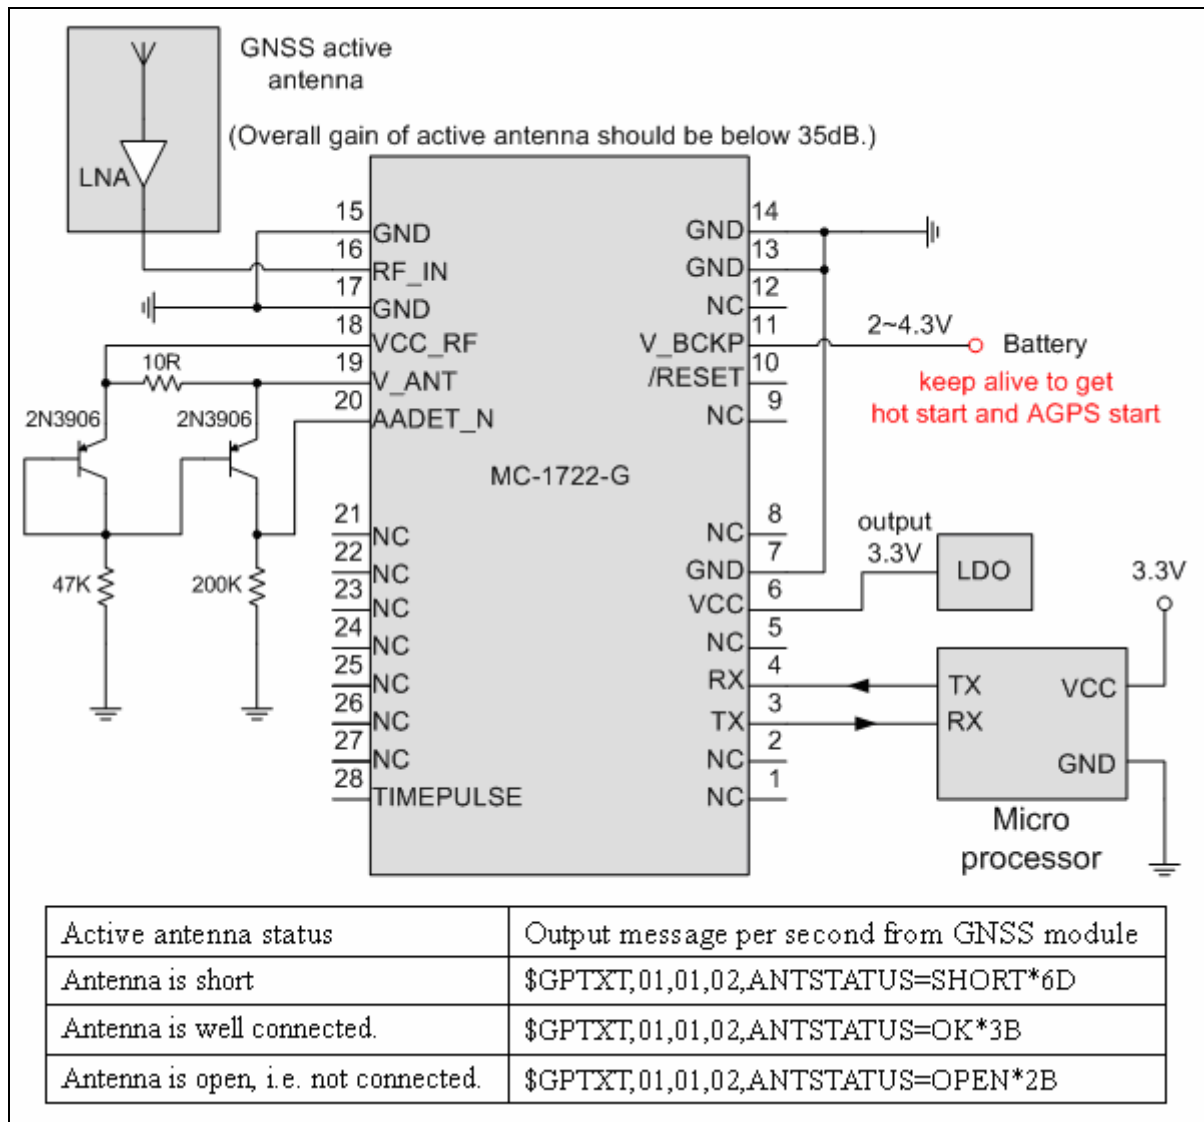 GNSS active
antenna
(Overall gain of active antenna should be below 35dB.)
LNA
15
GND
16
RF_IN
17
GND
18
VCC_RF
19
V_ANT
20
AADET_N
10R
2N3906
2N3906
47K
200K
21
NC
22
NC
23
NC
24
NC
25
NC
26
NC
27
NC
28
TIMEPULSE
MC-1722-G
14
GND
13
GND
12
NC
11
V_BCKP
10
/RESET
9
NC
8
NC
7
GND
6
VCC
5
NC
4
RX
3
TX
2
NC
1
NC
2~4.3V
Battery
keep alive to get
hot start and AGPS start
output
3.3V
LDO
3.3V
TX
VCC
RX
GND
Micro
processor
Active antenna status Output message per second from GNSS module
Antenna is short $GPTXT,01,01,02,ANTSTATUS=SHORT*6D
Antenna is well connected. $GPTXT,01,01,02,ANTSTATUS=OK*3B
Antenna is open, i.e. not connected. $GPTXT,01,01,02,ANTSTATUS=OPEN*2B